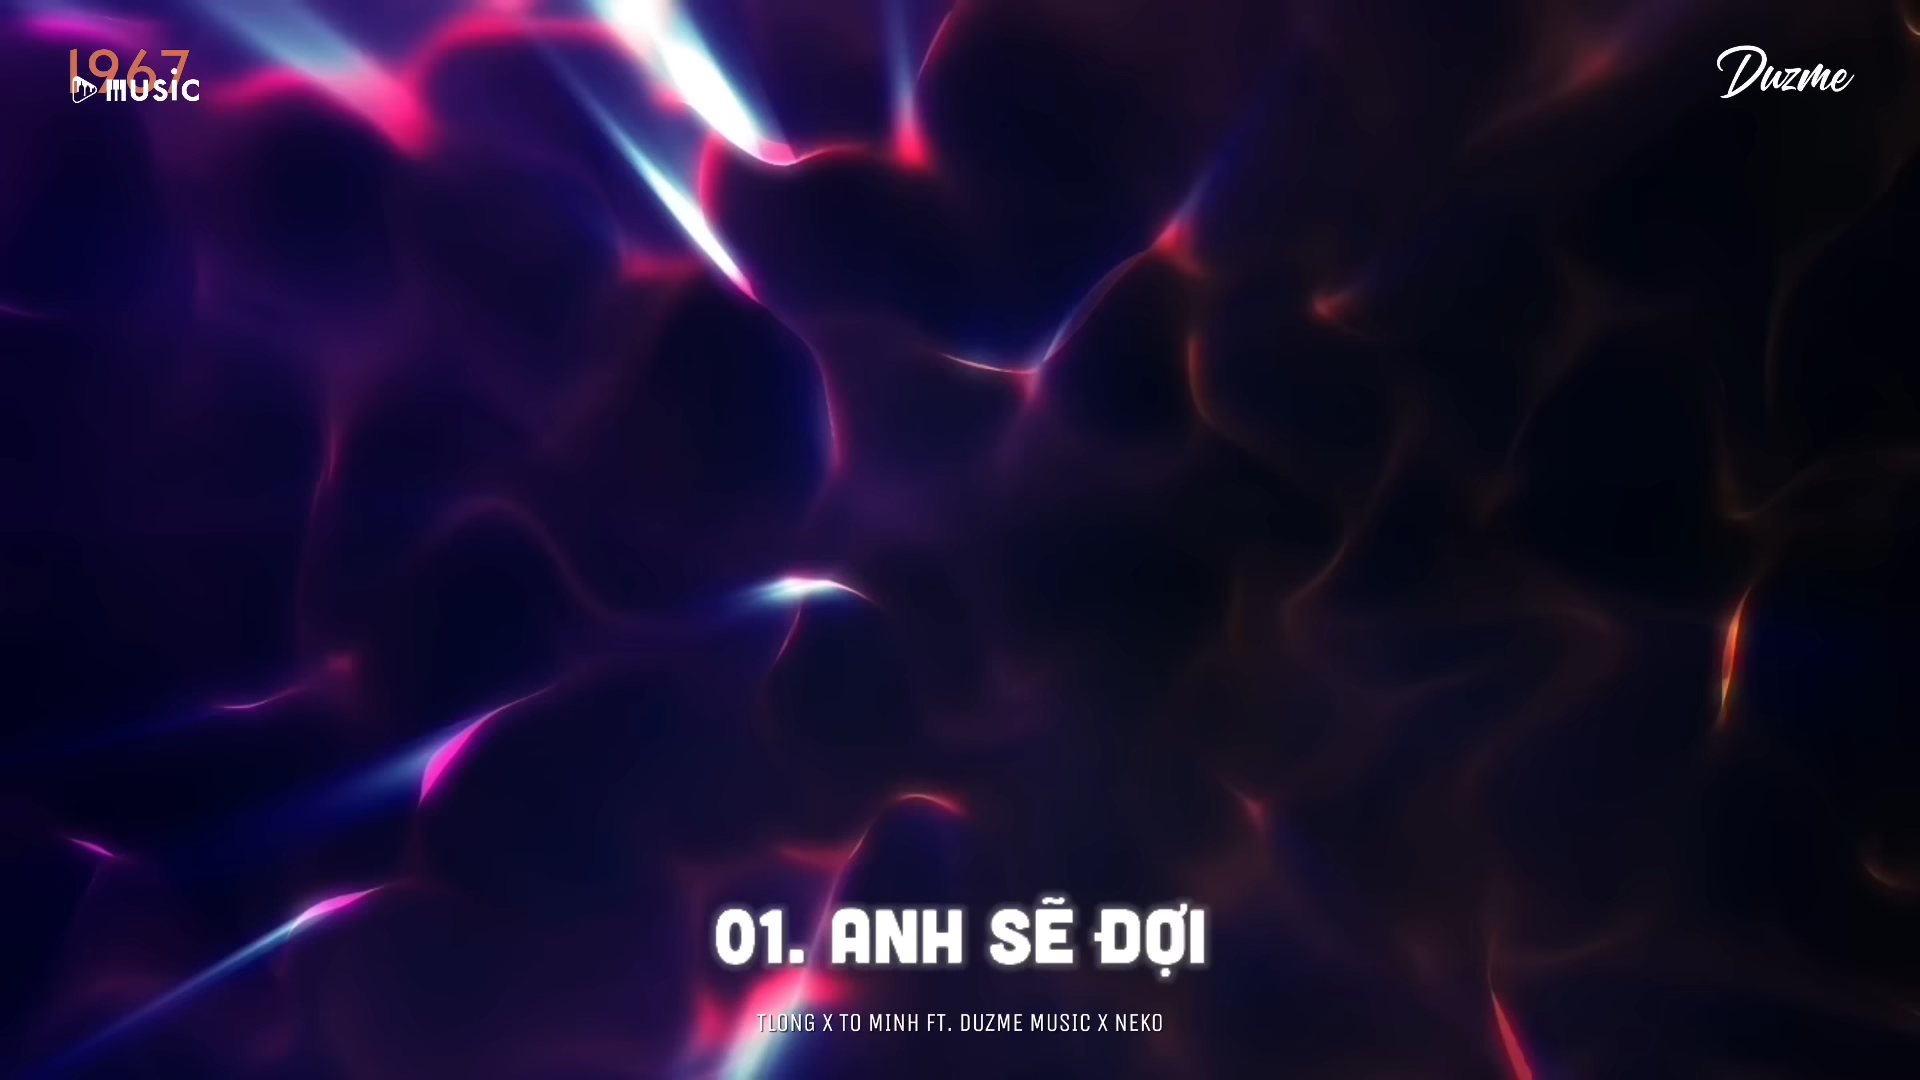 1967
music
Duzme
01. ANH SẼ ĐỢI
TLONG X TO MINH FT. DUZME MUSIC X NEKO